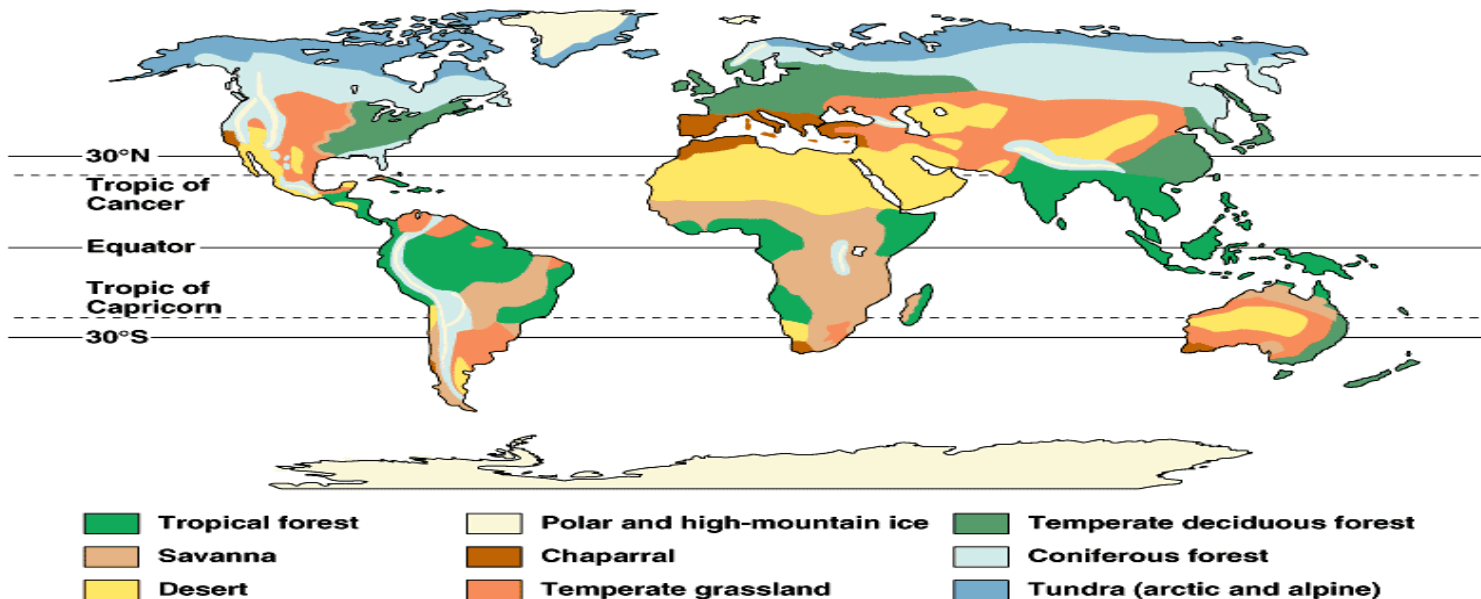 30°N
Tropic of
Cancer
Equator
Tropic of
Capricorn
30°S
Tropical forest
Polar and high-mountain ice
Temperate deciduous forest
Savanna
Chaparral
Coniferous forest
Desert
Temperate grassland
Tundra (arctic and alpine)